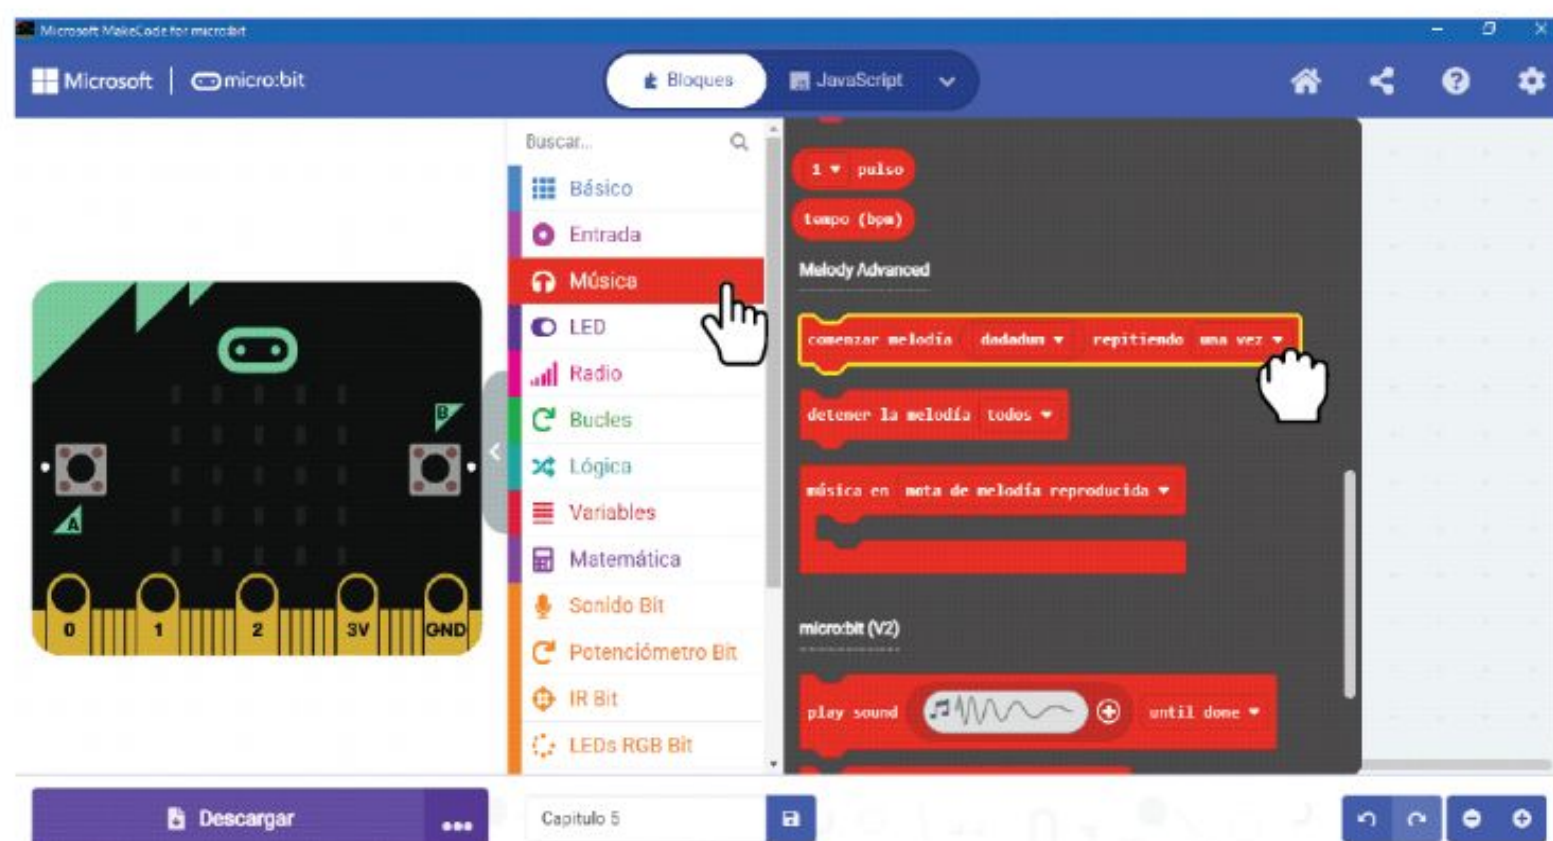 Microsoft MakeCode for micro:bit
Microsoft | micro:bit
Bloques
JavaScript
Buscar...
Básico
Entrada
Música
LED
Radio
Bucles
Lógica
Variables
Matemática
Sonido Bit
Potenciómetro Bit
IR Bit
LEDs RGB Bit
1 pulso
tempo (bpm)
Melody Advanced
comenzar melodía dadadum repitiendo una vez
detener la melodía todos
música en nota de melodía reproducida
micro:bit (V2)
play sound until done
B
A
0 1 2 3V GND
Descargar
Capitulo 5